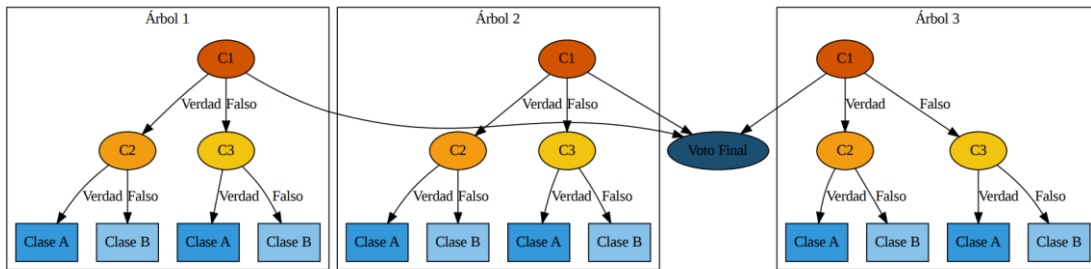 Árbol 1
Árbol 2
Árbol 3
C1
C1
C1
Verdad
Falso
Verdad
Falso
Verdad
Falso
C2
C3
C2
C3
Voto Final
C2
C3
Verdad
Falso
Verdad
Falso
Verdad
Falso
Verdad
Falso
Verdad
Falso
Verdad
Falso
Clase A
Clase B
Clase A
Clase B
Clase A
Clase B
Clase A
Clase B
Clase A
Clase B
Clase A
Clase B